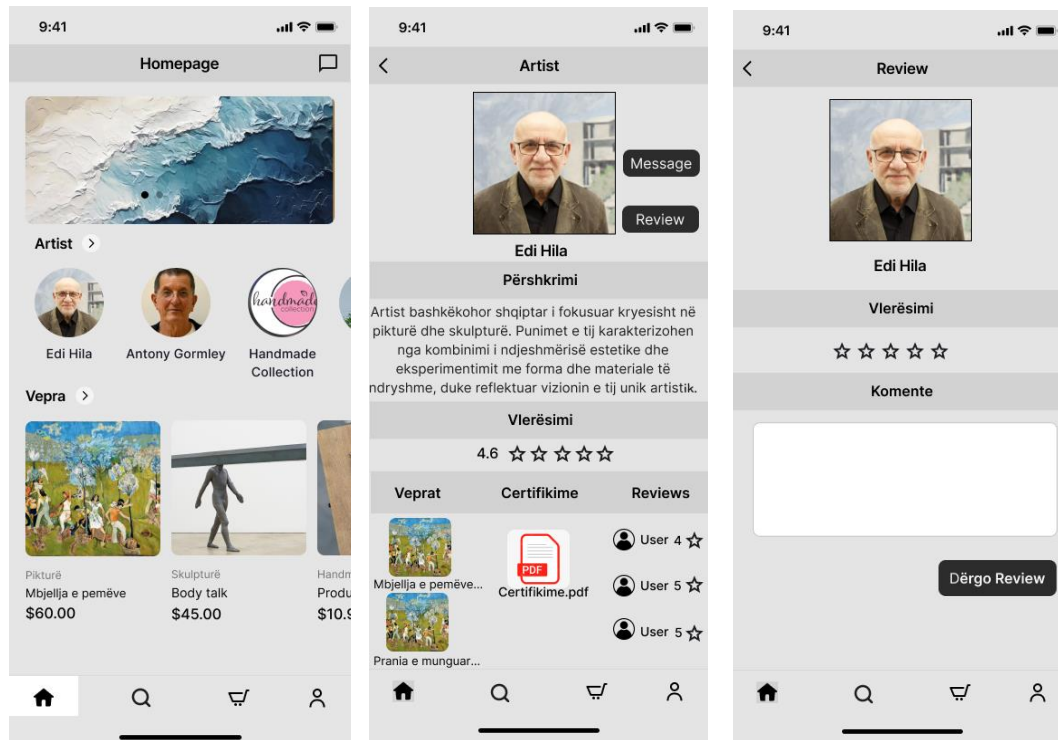 9:41
Homepage
Artist
Edi Hila
Antony Gormley
handmade
collection
Handmade
Collection
Vepra
Pikturë
Mbjellja e pemëve
$60.00
Skulpturë
Body talk
$45.00
Handm
Produ
$10.9
9:41
Artist
Message
Review
Edi Hila
Përshkrimi
Artist bashkëkohor shqiptar i fokusuar kryesisht në
pikturë dhe skulpturë. Punimet e tij karakterizohen
nga kombinimi i ndjeshmërisë estetike dhe
eksperimentimit me forma dhe materiale të
ndryshme, duke reflektuar vizionin e tij unik artistik.
Vlerësimi
4.6
Veprat Certifikime Reviews
Mbjellja e pemëve...
Prania e munguar...
PDF
Certifikime.pdf
User 4
User 5
User 5
9:41
Review
Edi Hila
Vlerësimi
Komente
Dërgo Review